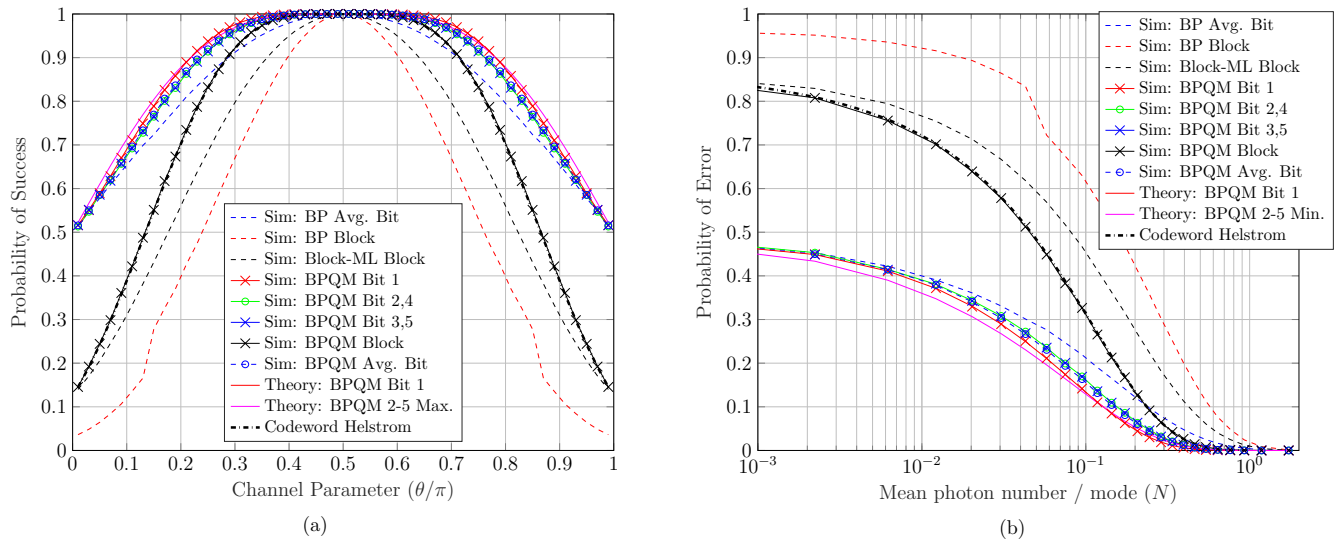 1
0.9
0.8
0.7
0.6
0.5
0.4
0.3
0.2
0.1
0
0 0.1 0.2 0.3 0.4 0.5 0.6 0.7 0.8 0.9 1
Probability of Success
Channel Parameter (θ/π)
Sim: BP Avg. Bit
Sim: BP Block
Sim: Block-ML Block
Sim: BPQM Bit 1
Sim: BPQM Bit 2,4
Sim: BPQM Bit 3,5
Sim: BPQM Block
Sim: BPQM Avg. Bit
Theory: BPQM Bit 1
Theory: BPQM 2-5 Max.
Codeword Helstrom
(a)
1
0.9
0.8
0.7
0.6
0.5
0.4
0.3
0.2
0.1
0
10⁻³ 10⁻² 10⁻¹ 10⁰
Probability of Error
Mean photon number / mode (N)
Sim: BP Avg. Bit
Sim: BP Block
Sim: Block-ML Block
Sim: BPQM Bit 1
Sim: BPQM Bit 2,4
Sim: BPQM Bit 3,5
Sim: BPQM Block
Sim: BPQM Avg. Bit
Theory: BPQM Bit 1
Theory: BPQM 2-5 Min.
Codeword Helstrom
(b)